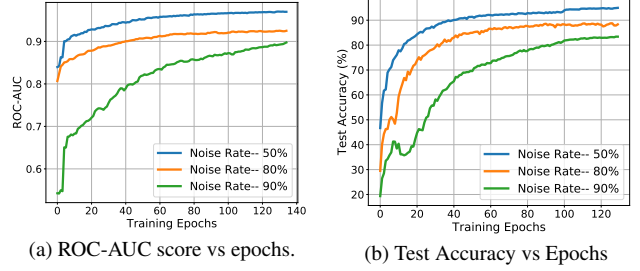 ROC-AUC
0.9
0.8
0.7
0.6
Noise Rate-- 50%
Noise Rate-- 80%
Noise Rate-- 90%
0 20 40 60 80 100 120 140
Training Epochs
(a) ROC-AUC score vs epochs.
Test Accuracy (%)
90
80
70
60
50
40
30
20
Noise Rate-- 50%
Noise Rate-- 80%
Noise Rate-- 90%
0 20 40 60 80 100 120
Training Epochs
(b) Test Accuracy vs Epochs